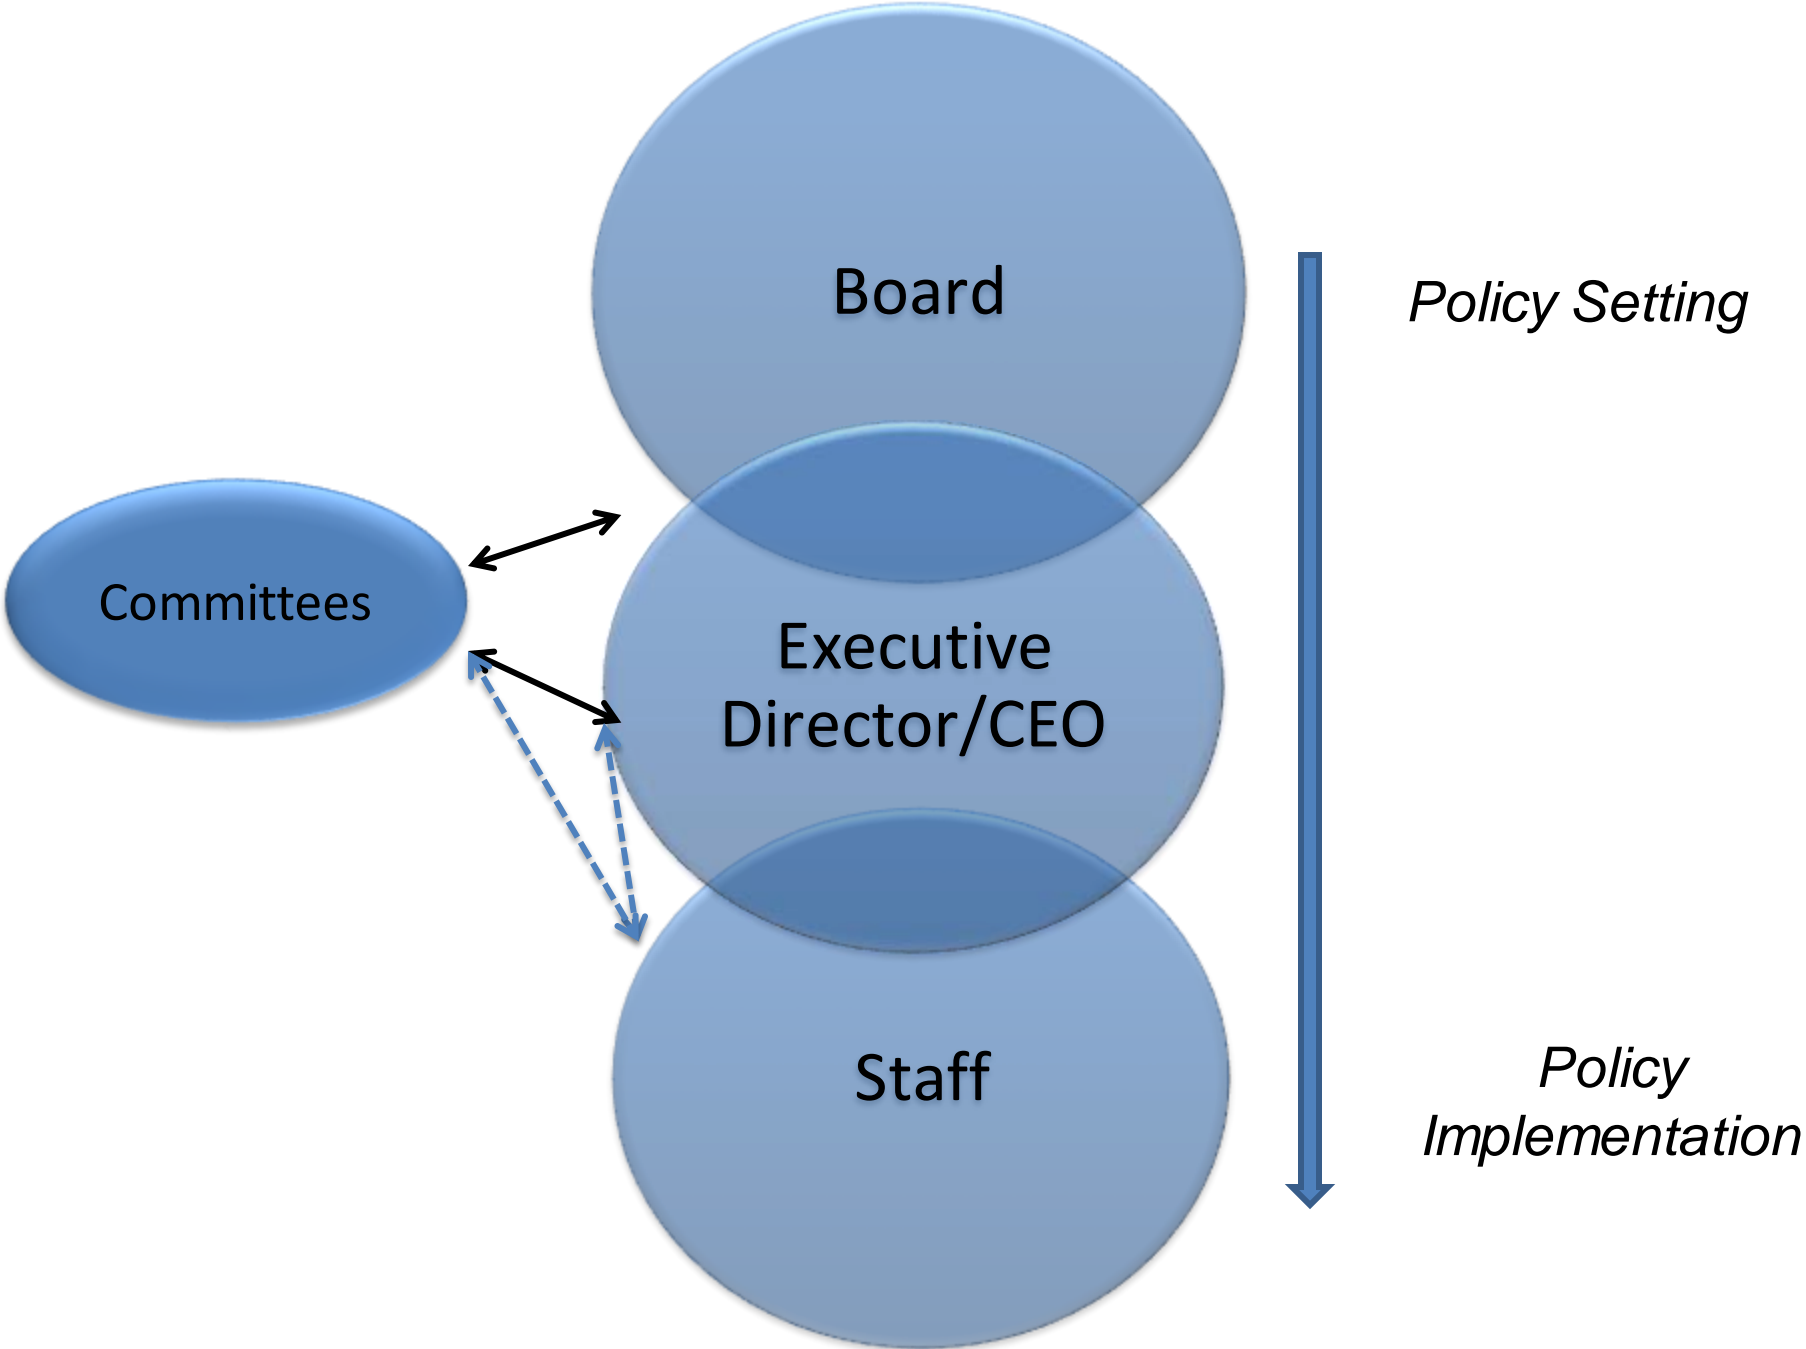 Board
Policy Setting
Committees
Executive
Director/CEO
Staff
Policy
Implementation